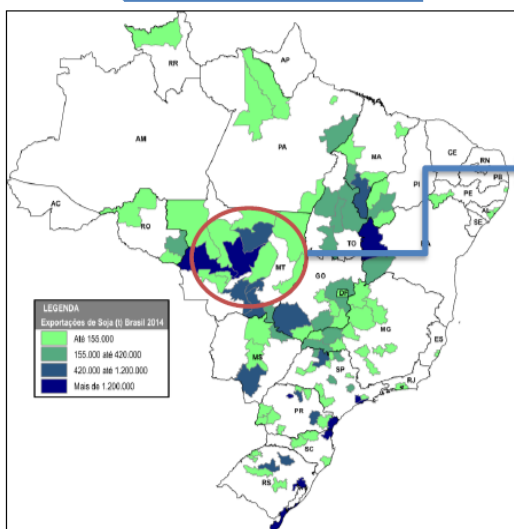 RR
AP
AM
PA
MA
CE
RN
PB
PE
AL
SE
PI
AC
RO
TO
MT
GO
DF
MG
ES
MS
SP
RJ
PR
SC
RS
LEGENDA
Exportações de Soja (t) Brasil 2014
Até 155.000
155.000 até 420.000
420.000 até 1.200.000
Mais de 1.200.000